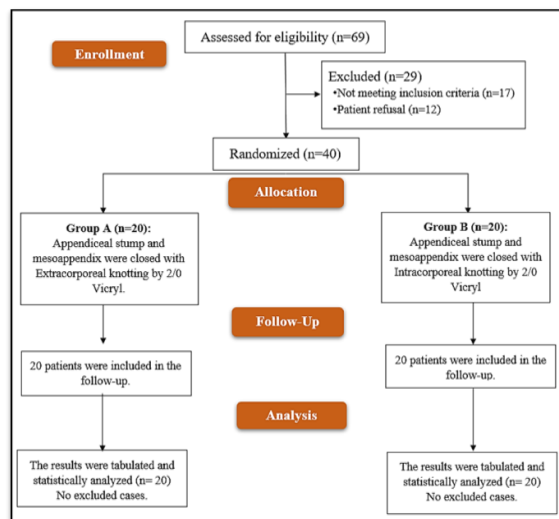 Assessed for eligibility (n=69)
Enrollment
Excluded (n=29)
•Not meeting inclusion criteria (n=17)
•Patient refusal (n=12)
Randomized (n=40)
Allocation
Group A (n=20):
Appendiceal stump and
mesoappendix were closed with
Extracorporeal knotting by 2/0
Vicryl.
Group B (n=20):
Appendiceal stump and
mesoappendix were closed with
Intracorporeal knotting by 2/0
Vicryl
Follow-Up
20 patients were included in the
follow-up.
20 patients were included in the
follow-up.
Analysis
The results were tabulated and
statistically analyzed (n= 20)
No excluded cases.
The results were tabulated and
statistically analyzed (n= 20)
No excluded cases.